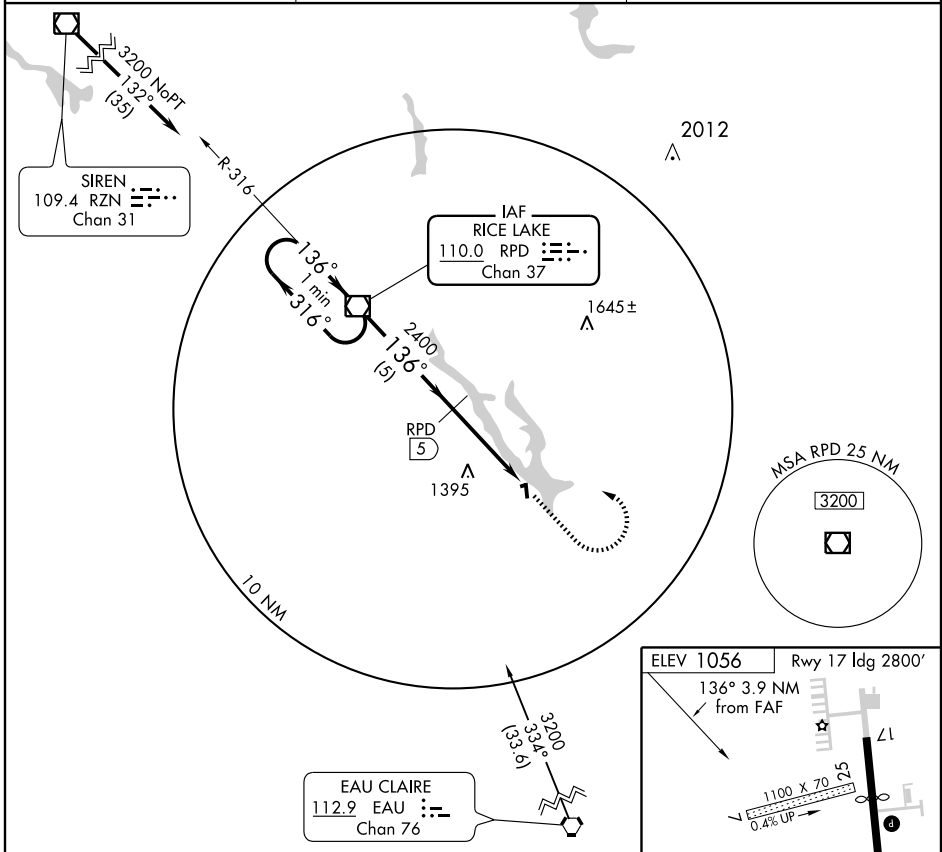 3200 NoPT
132°
(35)
R-316
2012
SIREN
109.4 RZN
Chan 31
IAF
RICE LAKE
110.0 RPD
Chan 37
136°
1 min
316°
1645±
2400
136°
(5)
RPD
5
1395
MSA RPD 25 NM
3200
10 NM
3200
334°
(33.6)
EAU CLAIRE
112.9 EAU
Chan 76
ELEV 1056
Rwy 17 ldg 2800'
136° 3.9 NM
from FAF
17
7
1100 X 70
25
0.4% UP
P